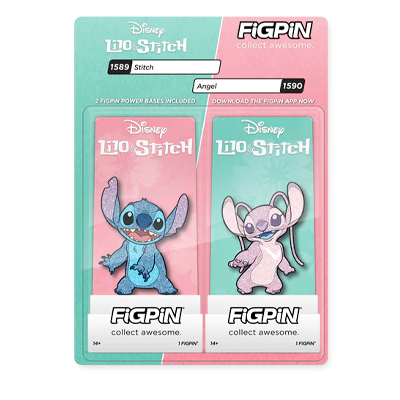 Disney
Lilo & Stitch
FiGPiN
collect awesome.
1589 Stitch
Angel 1590
2 FiGPiN POWER BASES INCLUDED
DOWNLOAD THE FiGPiN APP NOW
Disney
Lilo & Stitch
FiGPiN
collect awesome.
14+ 1 FiGPiN®
Disney
Lilo & Stitch
FiGPiN
collect awesome.
14+ 1 FiGPiN®